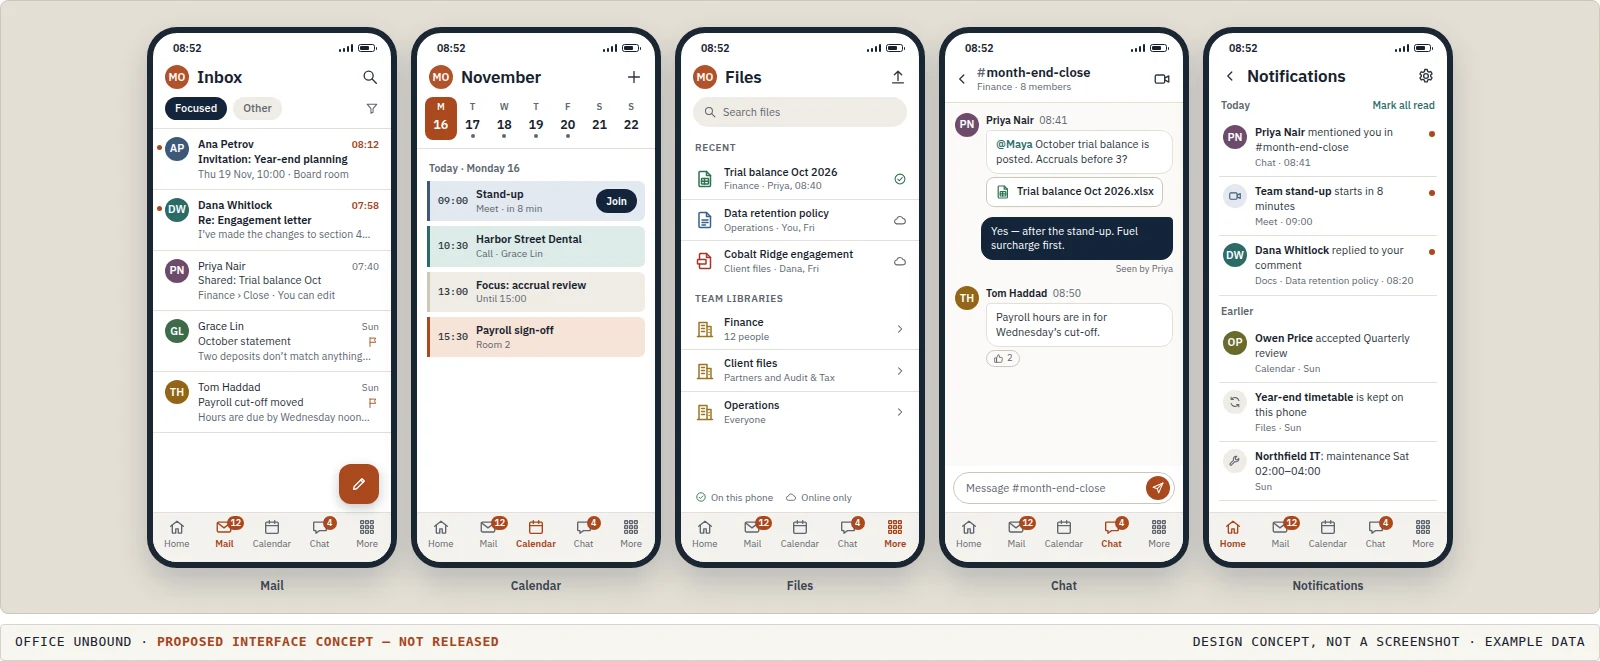 08:52
MO Inbox
Focused Other
AP Ana Petrov 08:12
Invitation: Year-end planning
Thu 19 Nov, 10:00 · Board room
DW Dana Whitlock 07:58
Re: Engagement letter
I've made the changes to section 4...
PN Priya Nair 07:40
Shared: Trial balance Oct
Finance › Close · You can edit
GL Grace Lin Sun
October statement
Two deposits don't match anything...
TH Tom Haddad Sun
Payroll cut-off moved
Hours are due by Wednesday noon...
12 4
Home Mail Calendar Chat More
Mail
08:52
MO November
M T W T F S S
16 17 18 19 20 21 22
Today · Monday 16
09:00 Stand-up
Meet · in 8 min
Join
10:30 Harbor Street Dental
Call · Grace Lin
13:00 Focus: accrual review
Until 15:00
15:30 Payroll sign-off
Room 2
12 4
Home Mail Calendar Chat More
Calendar
08:52
MO Files
Search files
RECENT
Trial balance Oct 2026
Finance · Priya, 08:40
Data retention policy
Operations · You, Fri
Cobalt Ridge engagement
Client files · Dana, Fri
TEAM LIBRARIES
Finance
12 people
Client files
Partners and Audit & Tax
Operations
Everyone
On this phone Online only
12 4
Home Mail Calendar Chat More
Files
08:52
#month-end-close
Finance · 8 members
PN Priya Nair 08:41
@Maya October trial balance is
posted. Accruals before 3?
Trial balance Oct 2026.xlsx
Yes — after the stand-up. Fuel
surcharge first.
Seen by Priya
TH Tom Haddad 08:50
Payroll hours are in for
Wednesday's cut-off.
2
Message #month-end-close
12 4
Home Mail Calendar Chat More
Chat
08:52
Notifications
Today Mark all read
PN Priya Nair mentioned you in
#month-end-close
Chat · 08:41
Team stand-up starts in 8
minutes
Meet · 09:00
DW Dana Whitlock replied to your
comment
Docs · Data retention policy · 08:20
Earlier
OP Owen Price accepted Quarterly
review
Calendar · Sun
Year-end timetable is kept on
this phone
Files · Sun
Northfield IT: maintenance Sat
02:00–04:00
Sun
12 4
Home Mail Calendar Chat More
Notifications
OFFICE UNBOUND · PROPOSED INTERFACE CONCEPT — NOT RELEASED
DESIGN CONCEPT, NOT A SCREENSHOT · EXAMPLE DATA